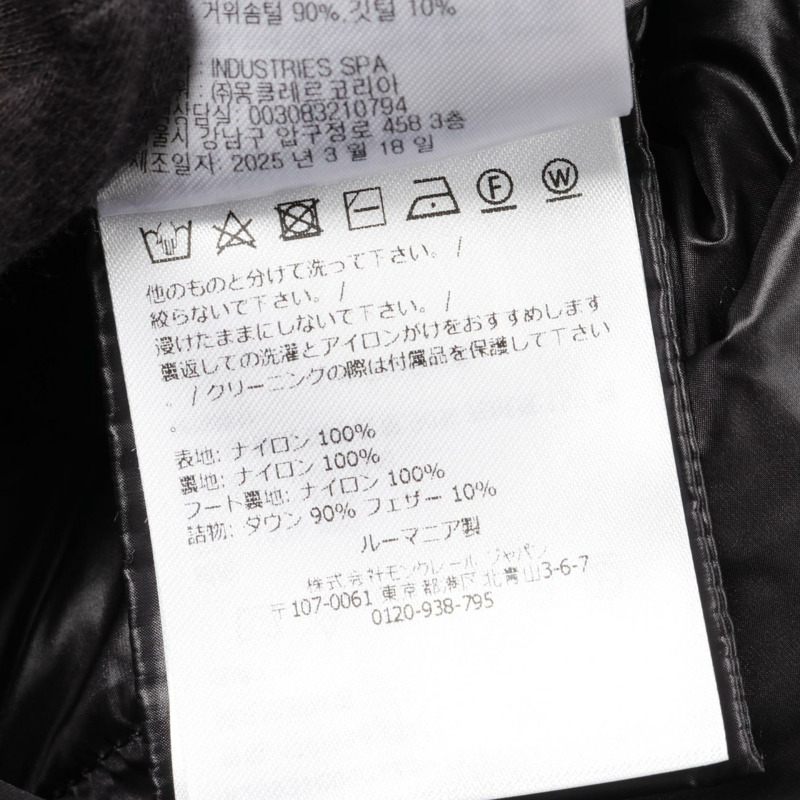 거위솜털 90%, 깃털 10%
: INDUSTRIES SPA
: ㈜몽클레르코리아
상담실: 003083210794
서울시 강남구 압구정로 458 3층
제조일자: 2025 년 3 월 18 일
F W
他のものと分けて洗って下さい。 /
絞らないで下さい。 /
浸けたままにしないで下さい。 /
裏返しての洗濯とアイロンがけをおすすめします
。 / クリーニングの際は付属品を保護して下さい
。
表地: ナイロン 100%
裏地: ナイロン 100%
フート裏地: ナイロン 100%
詰物: ダウン 90% フェザー 10%
ルーマニア製
株式会社モンクレール ジャパン
〒107-0061 東京都港区北青山3-6-7
0120-938-795